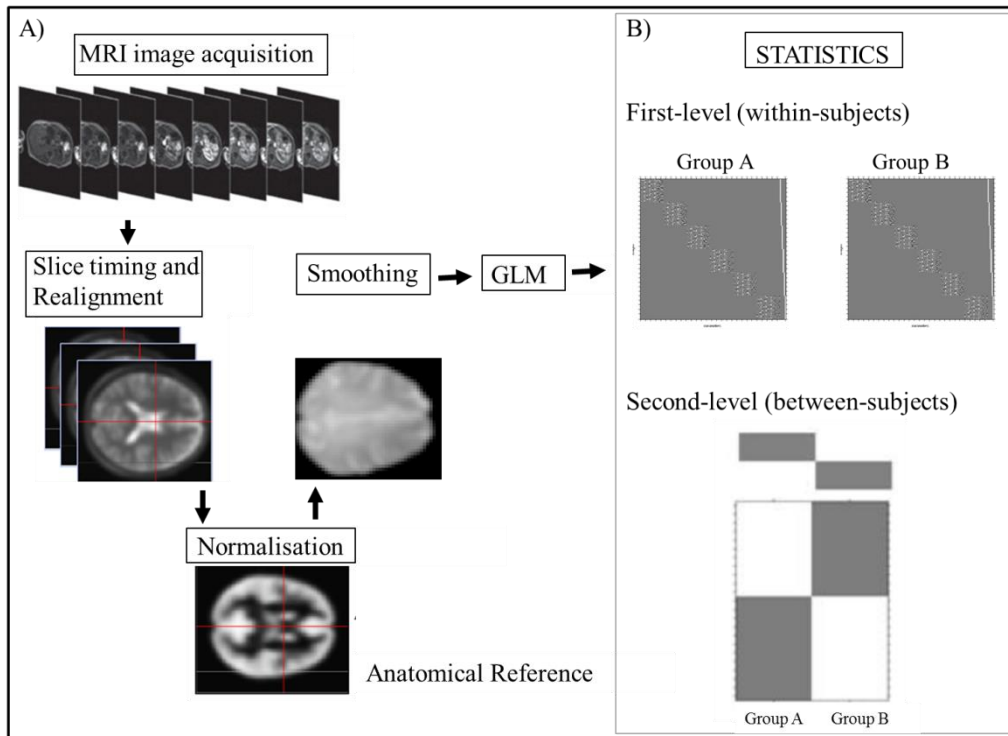 A)
MRI image acquisition
Slice timing and
Realignment
Normalisation
Anatomical Reference
Smoothing
GLM
B)
STATISTICS
First-level (within-subjects)
Group A
Group B
Second-level (between-subjects)
Group A
Group B